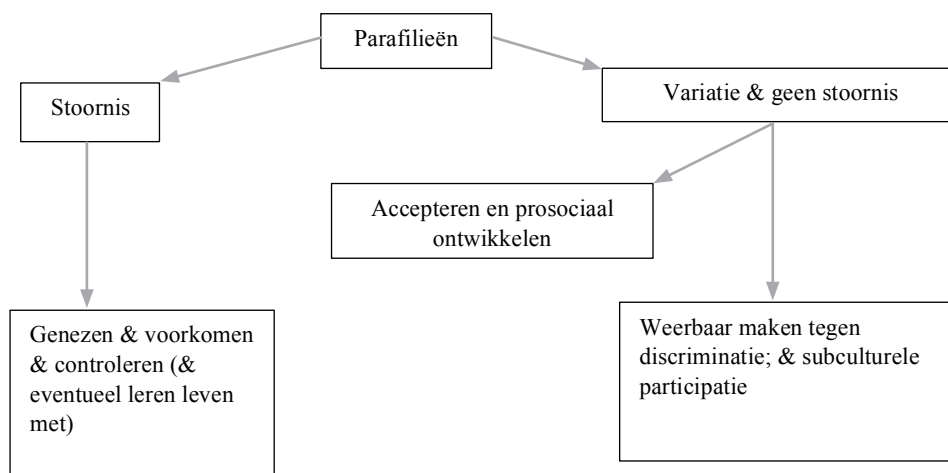 Parafilieën
Stoornis
Variatie & geen stoornis
Accepteren en prosociaal
ontwikkelen
Genezen & voorkomen
& controleren (&
eventueel leren leven
met)
Weerbaar maken tegen
discriminatie; & subculturele
participatie